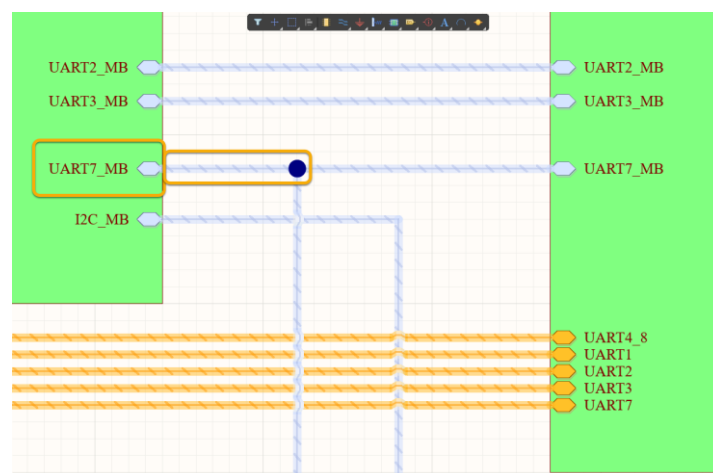 UART2_MB
UART2_MB
UART3_MB
UART3_MB
UART7_MB
UART7_MB
I2C_MB
UART4_8
UART1
UART2
UART3
UART7